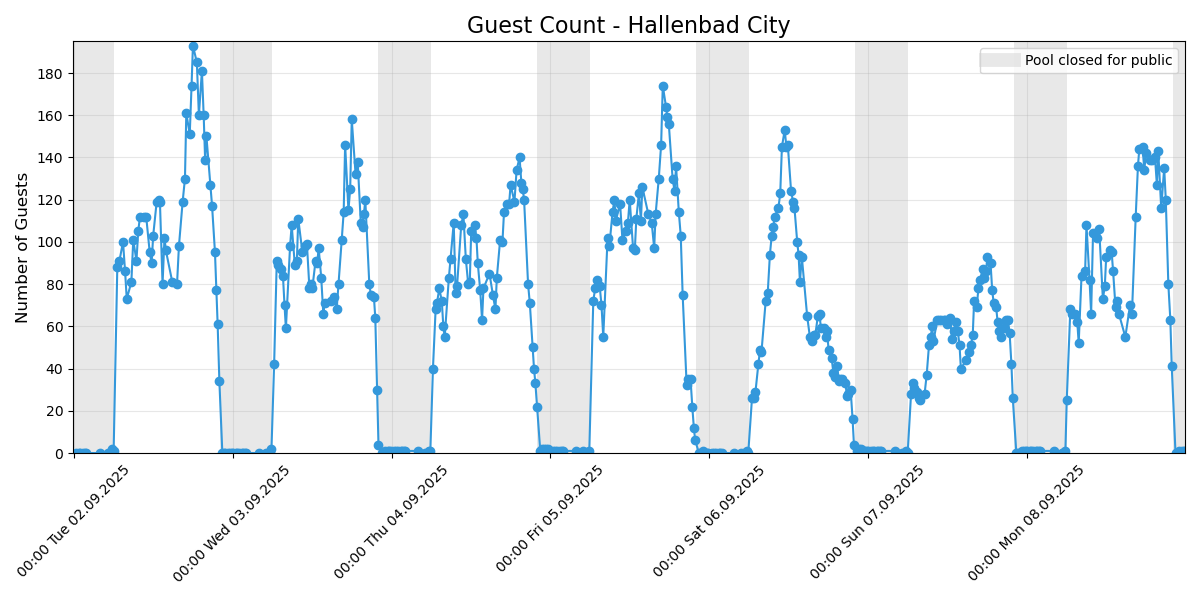 Guest Count - Hallenbad City
Pool closed for public
Number of Guests
180
160
140
120
100
80
60
40
20
0
00:00 Tue 02.09.2025
00:00 Wed 03.09.2025
00:00 Thu 04.09.2025
00:00 Fri 05.09.2025
00:00 Sat 06.09.2025
00:00 Sun 07.09.2025
00:00 Mon 08.09.2025